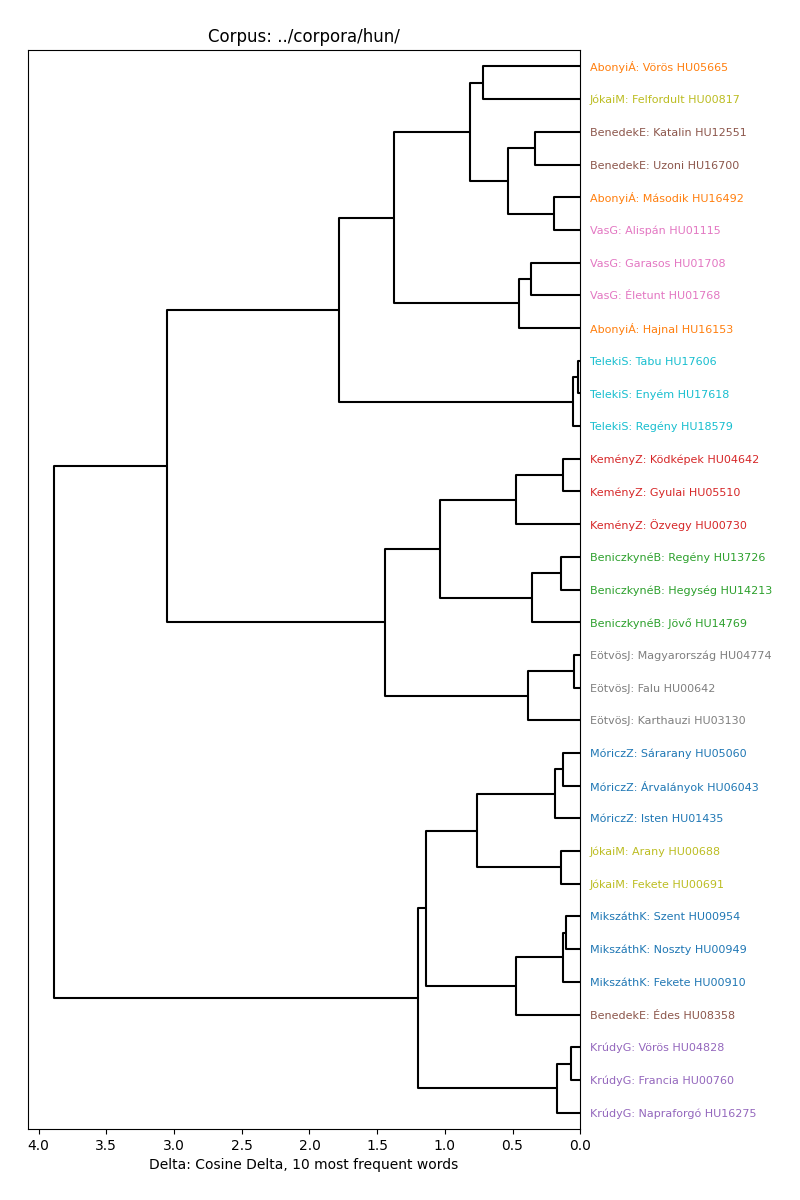 Corpus: ../corpora/hun/
AbonyiÁ: Vörös HU05665
JókaiM: Felfordult HU00817
BenedekE: Katalin HU12551
BenedekE: Uzoni HU16700
AbonyiÁ: Második HU16492
VasG: Alispán HU01115
VasG: Garasos HU01708
VasG: Életunt HU01768
AbonyiÁ: Hajnal HU16153
TelekiS: Tabu HU17606
TelekiS: Enyém HU17618
TelekiS: Regény HU18579
KeményZ: Ködképek HU04642
KeményZ: Gyulai HU05510
KeményZ: Özvegy HU00730
BeniczkynéB: Regény HU13726
BeniczkynéB: Hegység HU14213
BeniczkynéB: Jövő HU14769
EötvösJ: Magyarország HU04774
EötvösJ: Falu HU00642
EötvösJ: Karthauzi HU03130
MóriczZ: Sárarany HU05060
MóriczZ: Árvalányok HU06043
MóriczZ: Isten HU01435
JókaiM: Arany HU00688
JókaiM: Fekete HU00691
MikszáthK: Szent HU00954
MikszáthK: Noszty HU00949
MikszáthK: Fekete HU00910
BenedekE: Édes HU08358
KrúdyG: Vörös HU04828
KrúdyG: Francia HU00760
KrúdyG: Napraforgó HU16275
4.0 3.5 3.0 2.5 2.0 1.5 1.0 0.5 0.0
Delta: Cosine Delta, 10 most frequent words